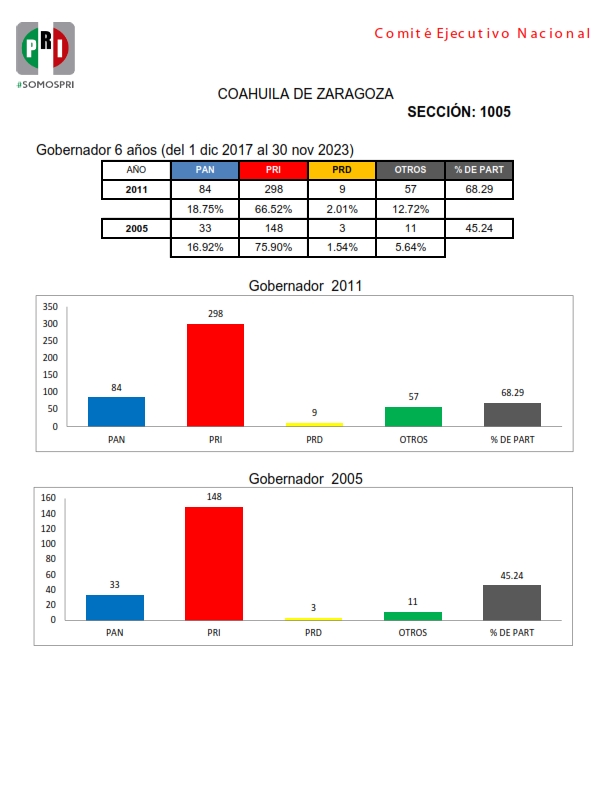 Comité Ejecutivo Nacional
PRI
#SOMOSPRI
COAHUILA DE ZARAGOZA
SECCIÓN: 1005
Gobernador 6 años (del 1 dic 2017 al 30 nov 2023)
AÑO PAN PRI PRD OTROS % DE PART
2011 84 298 9 57 68.29
18.75% 66.52% 2.01% 12.72%
2005 33 148 3 11 45.24
16.92% 75.90% 1.54% 5.64%
Gobernador 2011
350
300
250
200
150
100
50
0
84 298 9 57 68.29
PAN PRI PRD OTROS % DE PART
Gobernador 2005
160
140
120
100
80
60
40
20
0
33 148 3 11 45.24
PAN PRI PRD OTROS % DE PART